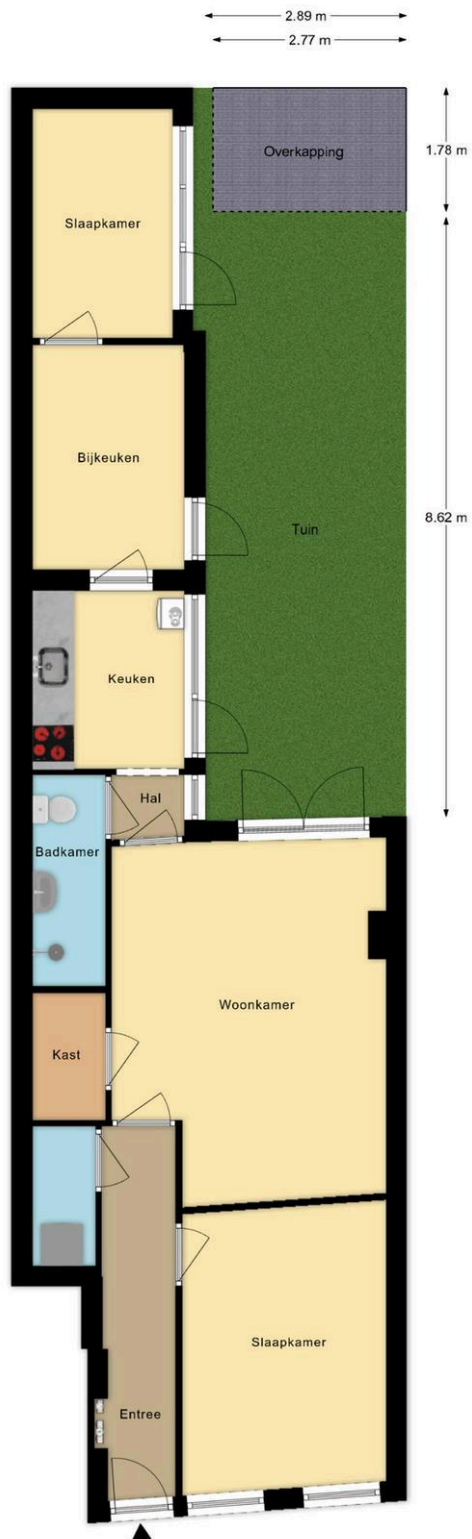 2.89 m
2.77 m
Overkapping
1.78 m
Slaapkamer
Bijkeuken
8.62 m
Tuin
Keuken
Hal
Badkamer
Woonkamer
Kast
Slaapkamer
Entree